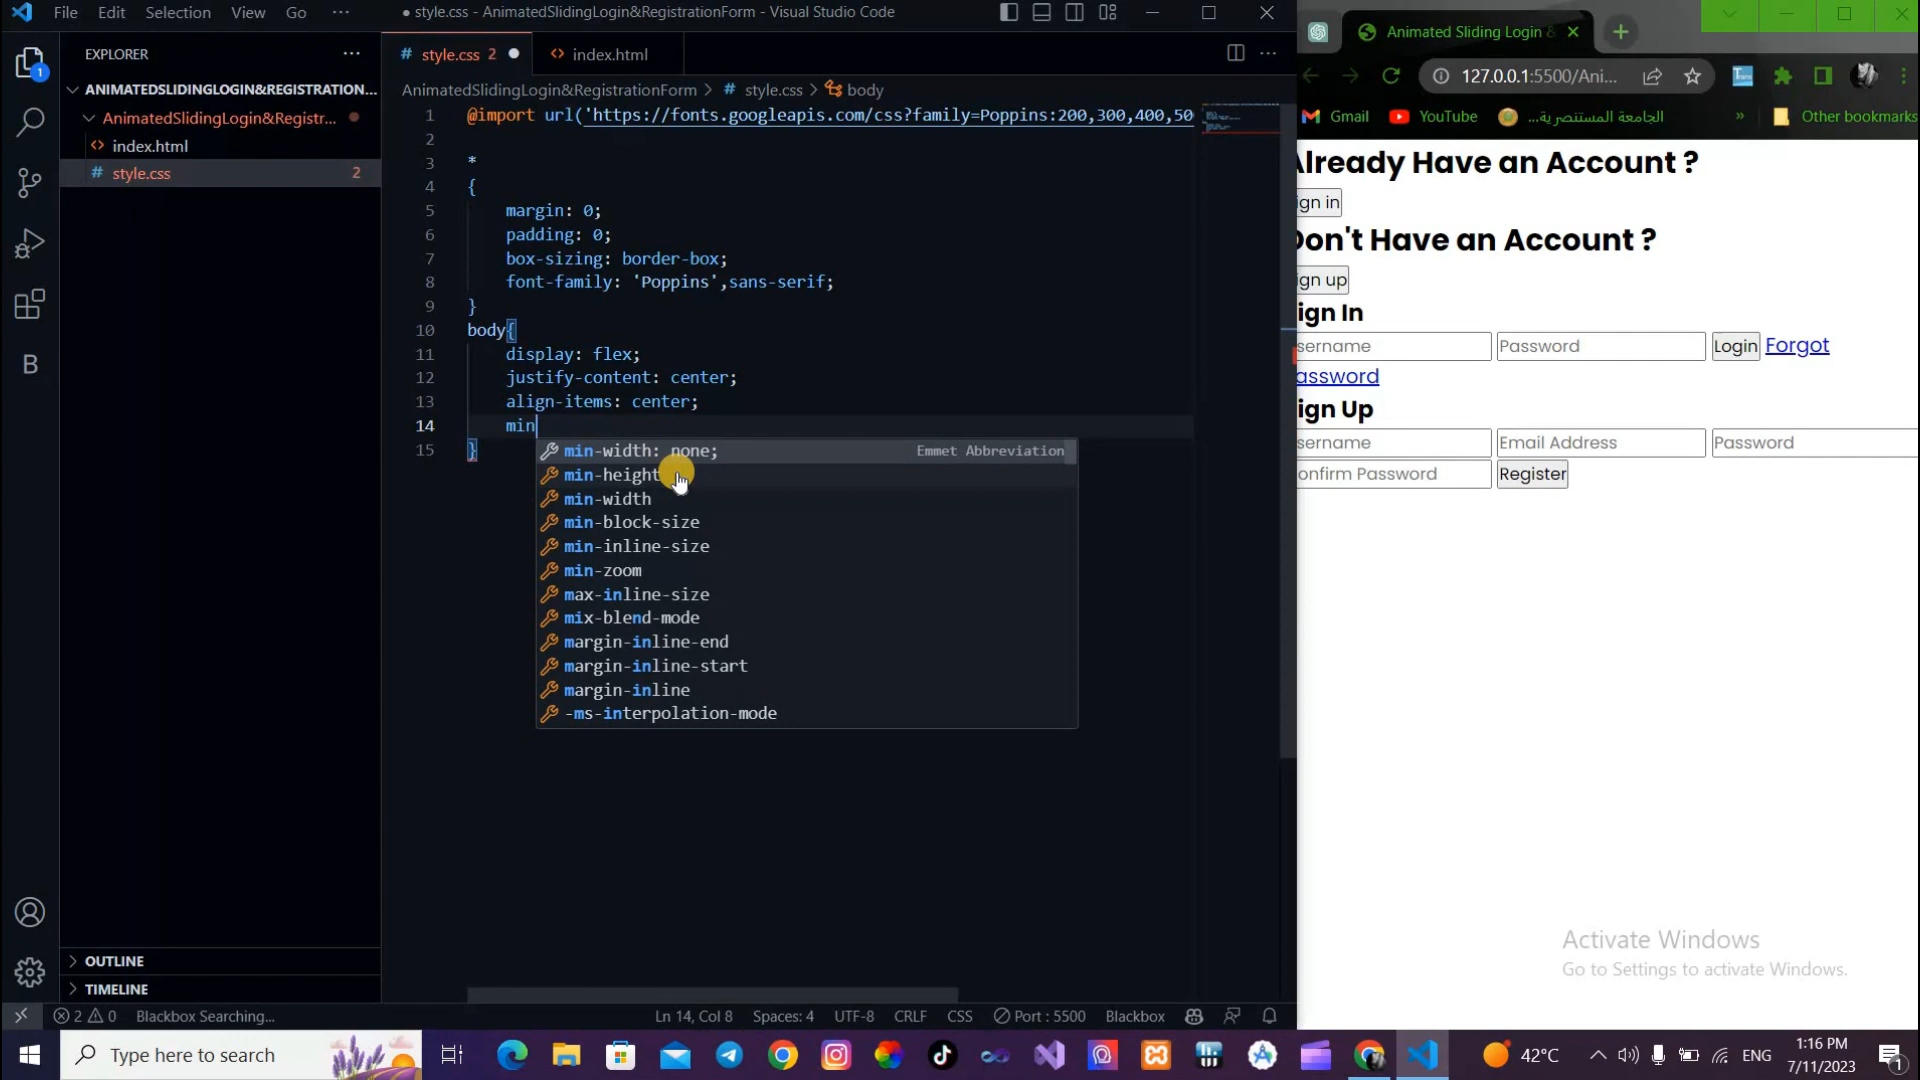 File Edit Selection View Go ··· ● style.css - AnimatedSlidingLogin&RegistrationForm - Visual Studio Code
EXPLORER ···
ANIMATEDSLIDINGLOGIN&REGISTRATION...
AnimatedSlidingLogin&Registr...
<> index.html
# style.css 2
OUTLINE
TIMELINE
1
B
# style.css 2 ● <> index.html ···
AnimatedSlidingLogin&RegistrationForm > # style.css > body
1 @import url('https://fonts.googleapis.com/css?family=Poppins:200,300,400,50
2
3 *
4 {
5 margin: 0;
6 padding: 0;
7 box-sizing: border-box;
8 font-family: 'Poppins',sans-serif;
9 }
10 body{
11 display: flex;
12 justify-content: center;
13 align-items: center;
14 min
15 }
min-width: none; Emmet Abbreviation
min-height
min-width
min-block-size
min-inline-size
min-zoom
max-inline-size
mix-blend-mode
margin-inline-end
margin-inline-start
margin-inline
-ms-interpolation-mode
2 0 Blackbox Searching... Ln 14, Col 8 Spaces: 4 UTF-8 CRLF CSS Port : 5500 Blackbox
Animated Sliding Login &
127.0.0.1:5500/Ani...
Gmail YouTube الجامعة المستنصرية... » Other bookmarks
Already Have an Account ?
ign in
Don't Have an Account ?
ign up
ign In
sername Password Login Forgot
assword
ign Up
sername Email Address Password
onfirm Password Register
Activate Windows
Go to Settings to activate Windows.
Type here to search 42°C ENG 1:16 PM
7/11/2023 1